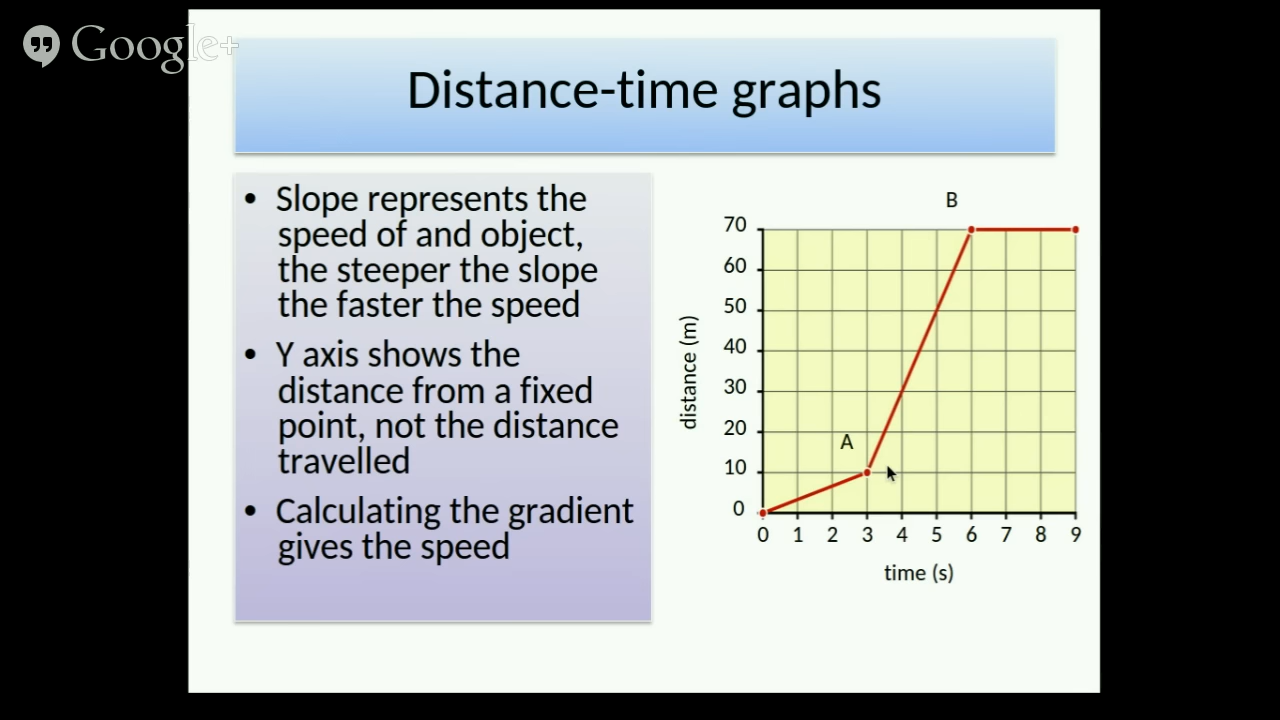 Google+
Distance-time graphs
• Slope represents the
speed of and object,
the steeper the slope
the faster the speed
• Y axis shows the
distance from a fixed
point, not the distance
travelled
• Calculating the gradient
gives the speed
B
70
60
50
40
30
20
10
0
distance (m)
A
0 1 2 3 4 5 6 7 8 9
time (s)